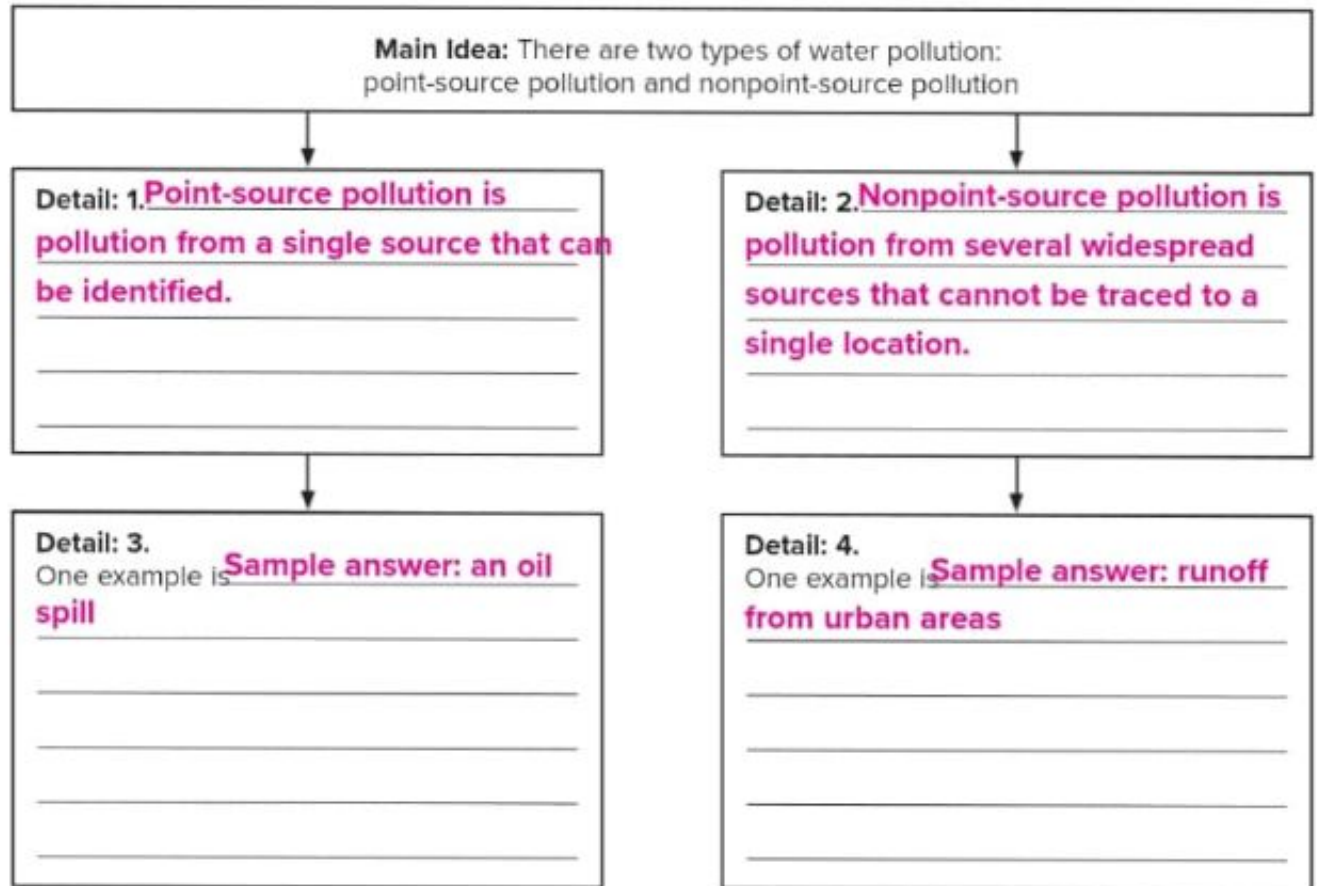 Main Idea: There are two types of water pollution:
point-source pollution and nonpoint-source pollution
Detail: 1. Point-source pollution is
pollution from a single source that can
be identified.
Detail: 2. Nonpoint-source pollution is
pollution from several widespread
sources that cannot be traced to a
single location.
Detail: 3.
One example is Sample answer: an oil
spill
Detail: 4.
One example is Sample answer: runoff
from urban areas